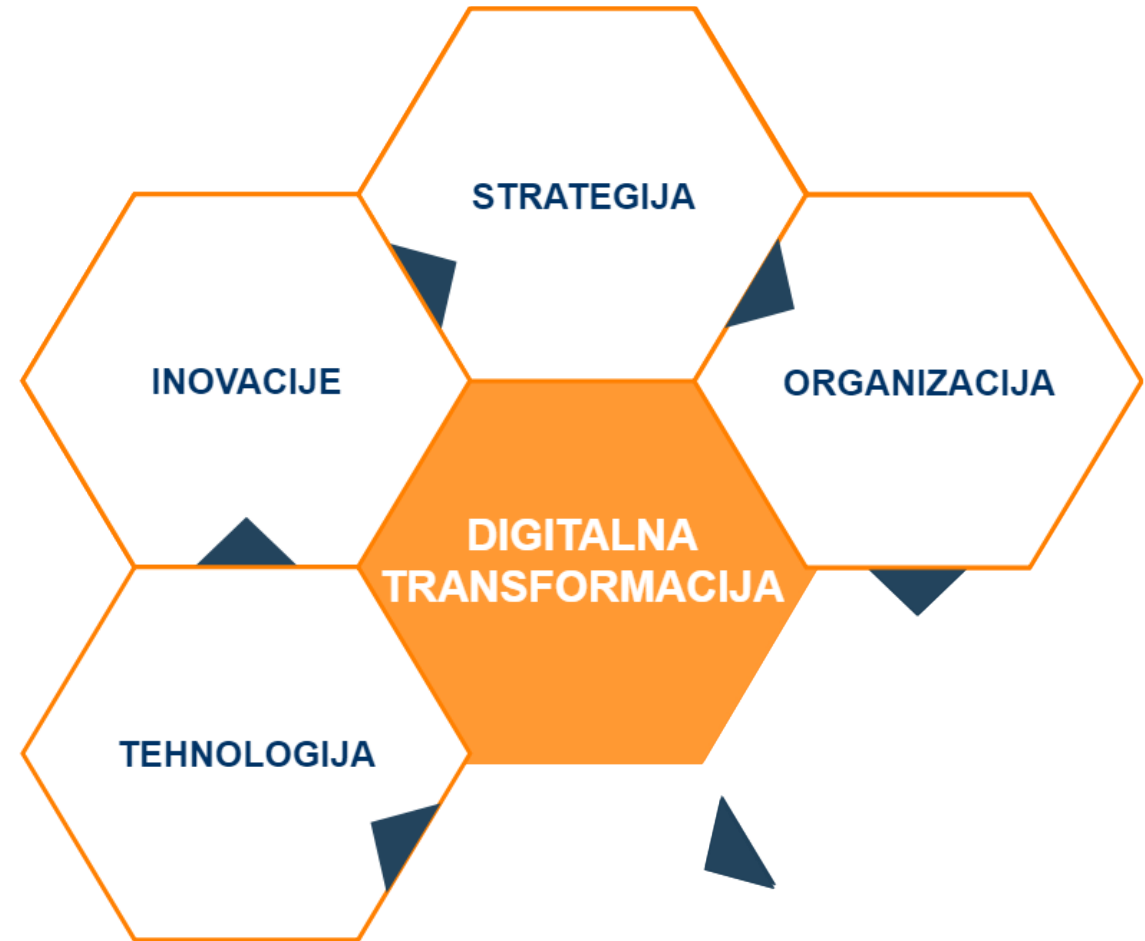 STRATEGIJA
INOVACIJE
ORGANIZACIJA
DIGITALNA
TRANSFORMACIJA
TEHNOLOGIJA